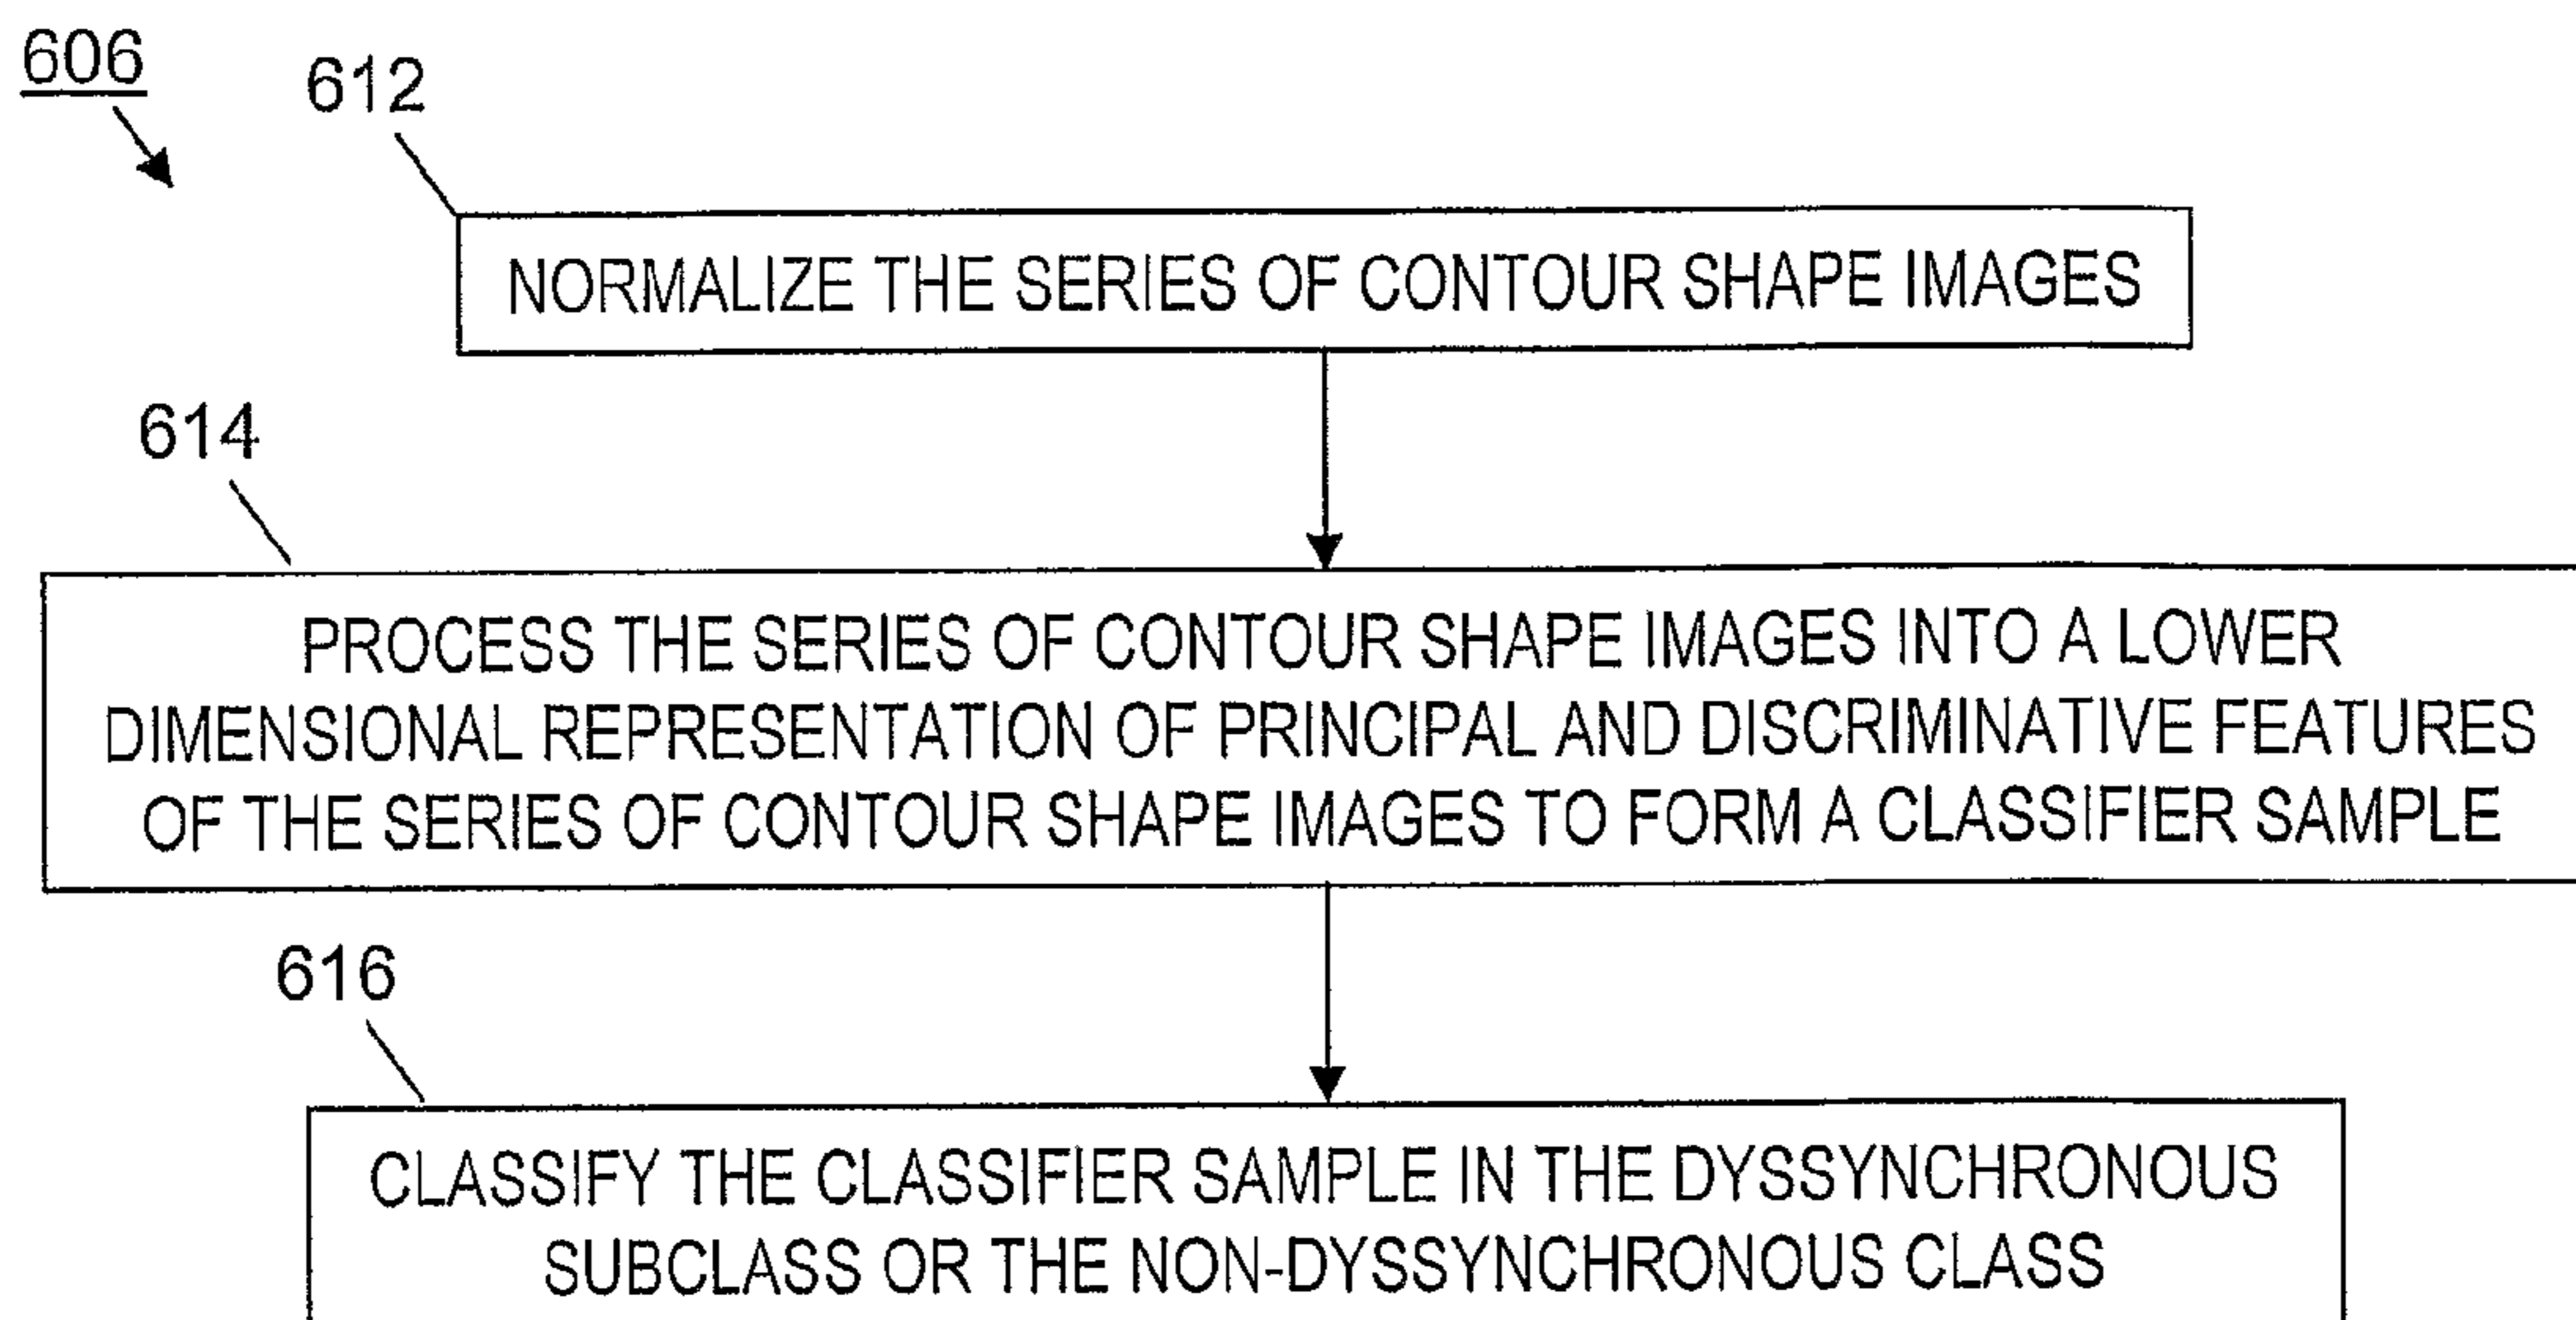 606
612
NORMALIZE THE SERIES OF CONTOUR SHAPE IMAGES
614
PROCESS THE SERIES OF CONTOUR SHAPE IMAGES INTO A LOWER
DIMENSIONAL REPRESENTATION OF PRINCIPAL AND DISCRIMINATIVE FEATURES
OF THE SERIES OF CONTOUR SHAPE IMAGES TO FORM A CLASSIFIER SAMPLE
616
CLASSIFY THE CLASSIFIER SAMPLE IN THE DYSSYNCHRONOUS
SUBCLASS OR THE NON-DYSSYNCHRONOUS CLASS